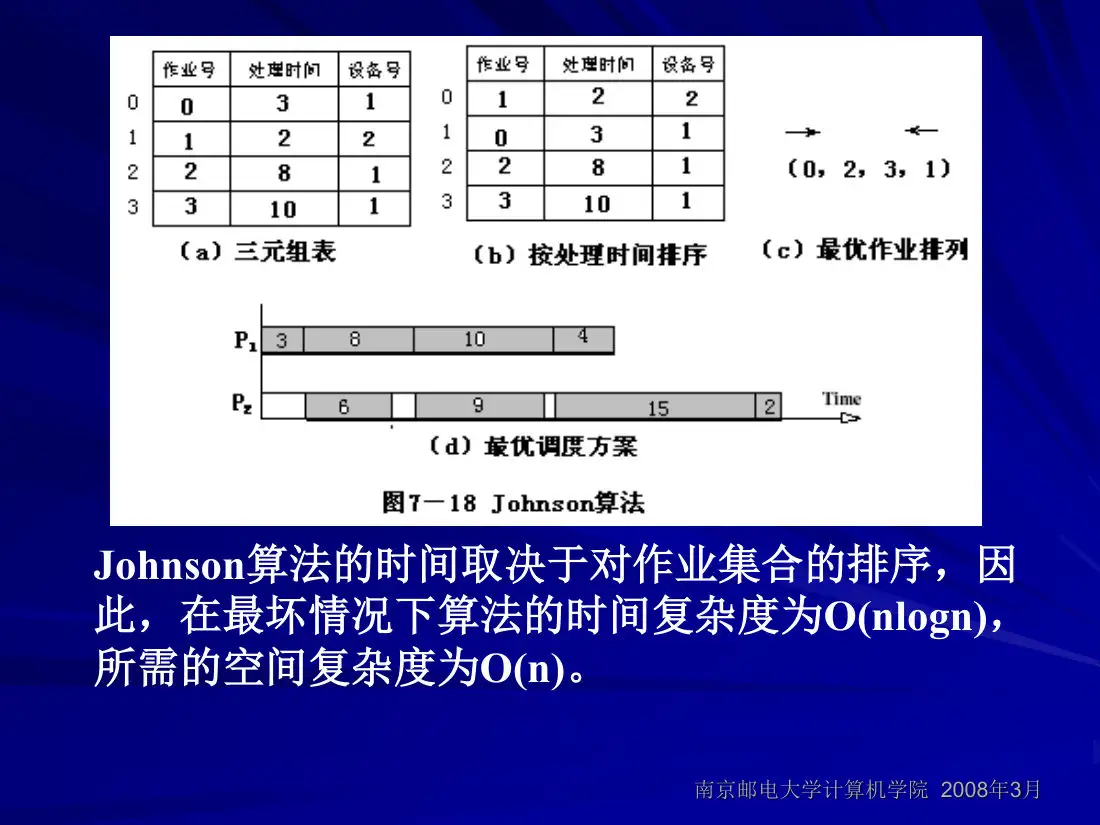 作业号 处理时间 设备号
0 0 3 1
1 1 2 2
2 2 8 1
3 3 10 1
(a) 三元组表
作业号 处理时间 设备号
0 1 2 2
1 0 3 1
2 2 8 1
3 3 10 1
(b) 按处理时间排序
(0, 2, 3, 1)
(c) 最优作业排列
P1 3 8 10 4
P2 6 9 15 2 Time
(d) 最优调度方案
图7-18 Johnson算法
Johnson算法的时间取决于对作业集合的排序，因
此，在最坏情况下算法的时间复杂度为O(nlogn)，
所需的空间复杂度为O(n)。
南京邮电大学计算机学院 2008年3月